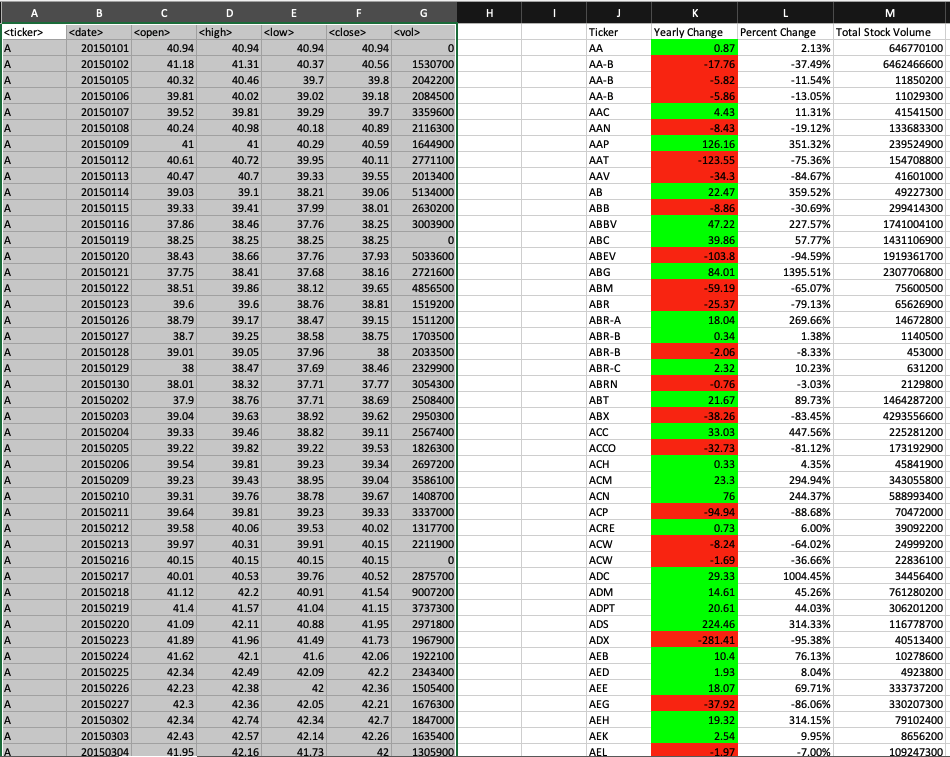 A B C D E F G H I J K L M
<ticker> <date> <open> <high> <low> <close> <vol> Ticker Yearly Change Percent Change Total Stock Volume
A 20150101 40.94 40.94 40.94 40.94 0 AA 0.87 2.13% 646770100
A 20150102 41.18 41.31 40.37 40.56 1530760 AA-B -17.76 -37.49% 6462466600
A 20150105 40.32 40.46 39.7 39.8 2042200 AA-B -5.82 -11.54% 11850200
A 20150106 39.81 40.02 39.02 39.18 2084500 AA-B -5.86 -13.05% 11029300
A 20150107 39.52 39.81 39.29 39.7 3359600 AAC 4.43 11.31% 41541500
A 20150108 40.24 40.98 40.18 40.89 2116300 AAN -8.43 -19.12% 133683300
A 20150109 41 41 40.29 40.59 1644900 AAP 126.16 351.32% 239524900
A 20150112 40.61 40.72 39.95 40.11 2771100 AAT -123.55 -75.36% 154708800
A 20150113 40.47 40.7 39.33 39.55 2013400 AAV -34.3 -84.67% 41601000
A 20150114 39.03 39.1 38.21 39.06 5134000 AB 22.47 359.52% 49227300
A 20150115 39.33 39.41 37.99 38.01 2630200 ABB -8.86 -30.69% 299414300
A 20150116 37.86 38.46 37.76 38.25 3003900 ABBV 47.22 227.57% 1741004100
A 20150119 38.25 38.25 38.25 38.25 0 ABC 39.86 57.77% 1431106900
A 20150120 38.43 38.66 37.76 37.93 5033600 ABEV -103.8 -94.59% 1919361700
A 20150121 37.75 38.41 37.68 38.16 2721600 ABG 84.01 1395.51% 2307706800
A 20150122 38.51 39.86 38.12 39.65 4856500 ABM -59.19 -65.07% 75600500
A 20150123 39.6 39.6 38.76 38.81 1519200 ABR -25.37 -79.13% 65626900
A 20150126 38.79 39.17 38.47 39.15 1511200 ABR-A 18.04 269.66% 14672800
A 20150127 38.7 39.25 38.58 38.75 1703500 ABR-B 0.34 1.38% 1140500
A 20150128 39.01 39.05 37.96 38 2033500 ABR-B -2.06 -8.33% 453000
A 20150129 38 38.47 37.69 38.46 2329900 ABR-C 2.32 10.23% 631200
A 20150130 38.01 38.32 37.71 37.77 3054300 ABRN -0.76 -3.03% 2129800
A 20150202 37.9 38.76 37.71 38.69 2508400 ABT 21.67 89.73% 1464287200
A 20150203 39.04 39.63 38.92 39.62 2950300 ABX -38.26 -83.45% 4293556600
A 20150204 39.33 39.46 38.82 39.11 2567400 ACC 33.03 447.56% 225281200
A 20150205 39.22 39.82 39.22 39.53 1826300 ACCO -32.73 -81.12% 173192900
A 20150206 39.54 39.81 39.23 39.34 2697200 ACH 0.33 4.35% 45841900
A 20150209 39.23 39.43 38.95 39.04 3586100 ACM 23.3 294.94% 343055800
A 20150210 39.31 39.76 38.78 39.67 1408700 ACN 76 244.37% 588993400
A 20150211 39.64 39.81 39.23 39.33 3337000 ACP -94.94 -88.68% 70472000
A 20150212 39.58 40.06 39.53 40.02 1317700 ACRE 0.73 6.00% 39092200
A 20150213 39.97 40.31 39.91 40.15 2211900 ACW -8.24 -64.02% 24999200
A 20150216 40.15 40.15 40.15 40.15 0 ACW -1.69 -36.66% 22836100
A 20150217 40.01 40.53 39.76 40.52 2875700 ADC 29.33 1004.45% 34456400
A 20150218 41.12 42.2 40.91 41.54 9007200 ADM 14.61 45.26% 761280200
A 20150219 41.4 41.57 41.04 41.15 3737300 ADPT 20.61 44.03% 306201200
A 20150220 41.09 42.11 40.88 41.95 2971800 ADS 224.46 314.33% 116778700
A 20150223 41.89 41.96 41.49 41.73 1967900 ADX -281.41 -95.38% 40513400
A 20150224 41.62 42.1 41.6 42.06 1922100 AEB 10.4 76.13% 10278600
A 20150225 42.34 42.49 42.09 42.2 2343400 AED 1.93 8.04% 4923800
A 20150226 42.23 42.38 42 42.36 1505400 AEE 18.07 69.71% 333737200
A 20150227 42.3 42.36 42.05 42.21 1676300 AEG -37.92 -86.06% 330207300
A 20150302 42.34 42.74 42.34 42.7 1847000 AEH 19.32 314.15% 79102400
A 20150303 42.43 42.57 42.14 42.26 1635400 AEK 2.54 9.95% 8656200
A 20150304 41.95 42.16 41.73 42 1305900 AEL -1.97 -7.00% 109247300